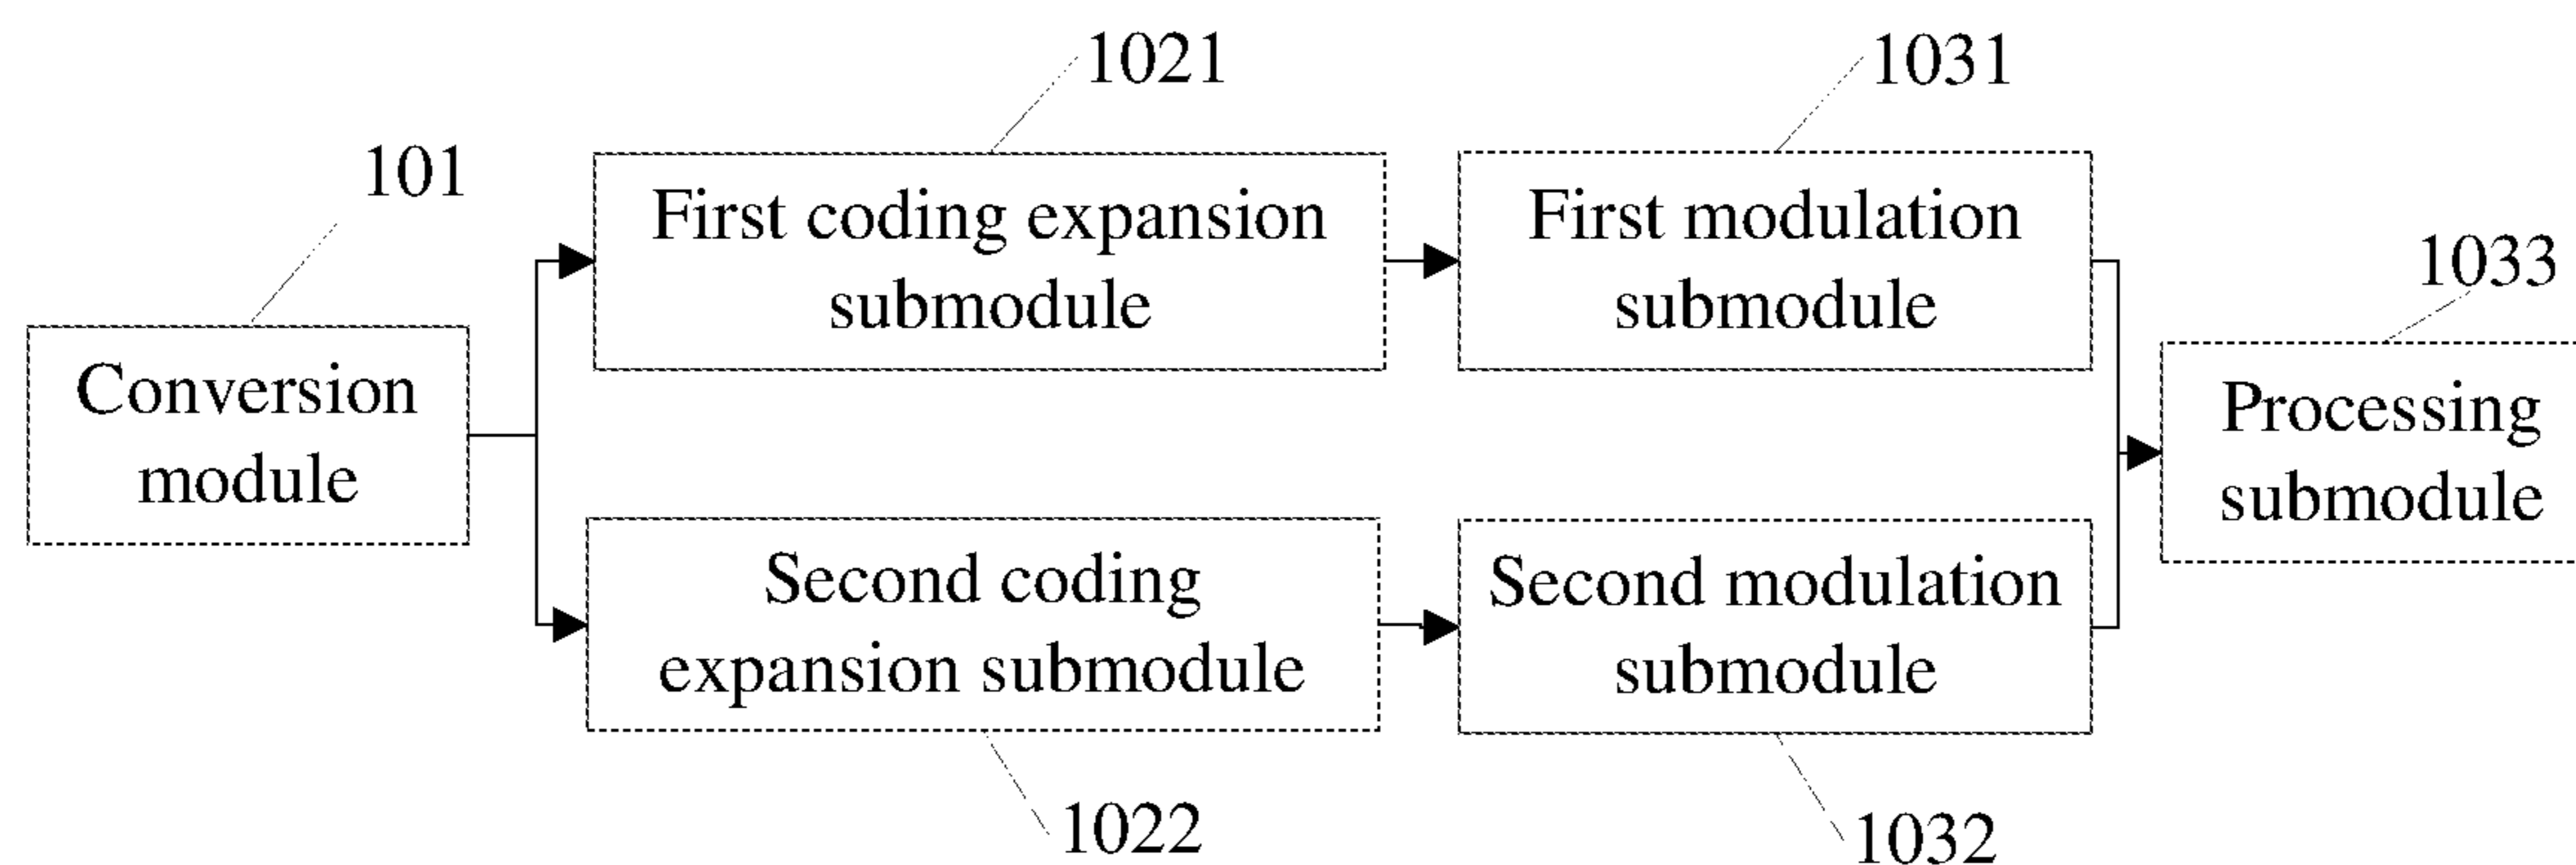 1021
1031
101
First coding expansion
submodule
First modulation
submodule
1033
Conversion
module
Processing
submodule
Second coding
expansion submodule
Second modulation
submodule
1022
1032